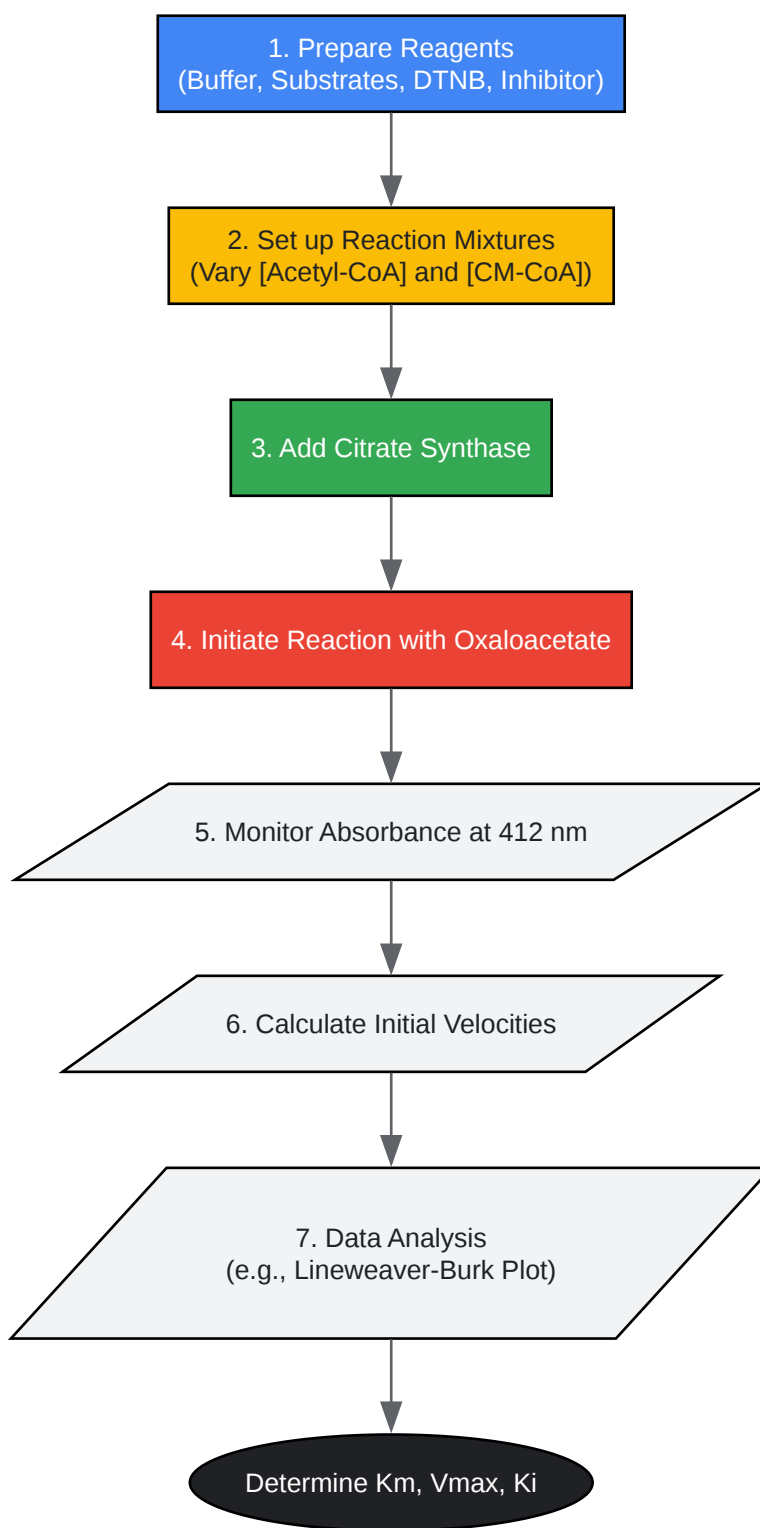 1. Prepare Reagents
(Buffer, Substrates, DTNB, Inhibitor)
2. Set up Reaction Mixtures
(Vary [Acetyl-CoA] and [CM-CoA])
3. Add Citrate Synthase
4. Initiate Reaction with Oxaloacetate
5. Monitor Absorbance at 412 nm
6. Calculate Initial Velocities
7. Data Analysis
(e.g., Lineweaver-Burk Plot)
Determine Km, Vmax, Ki